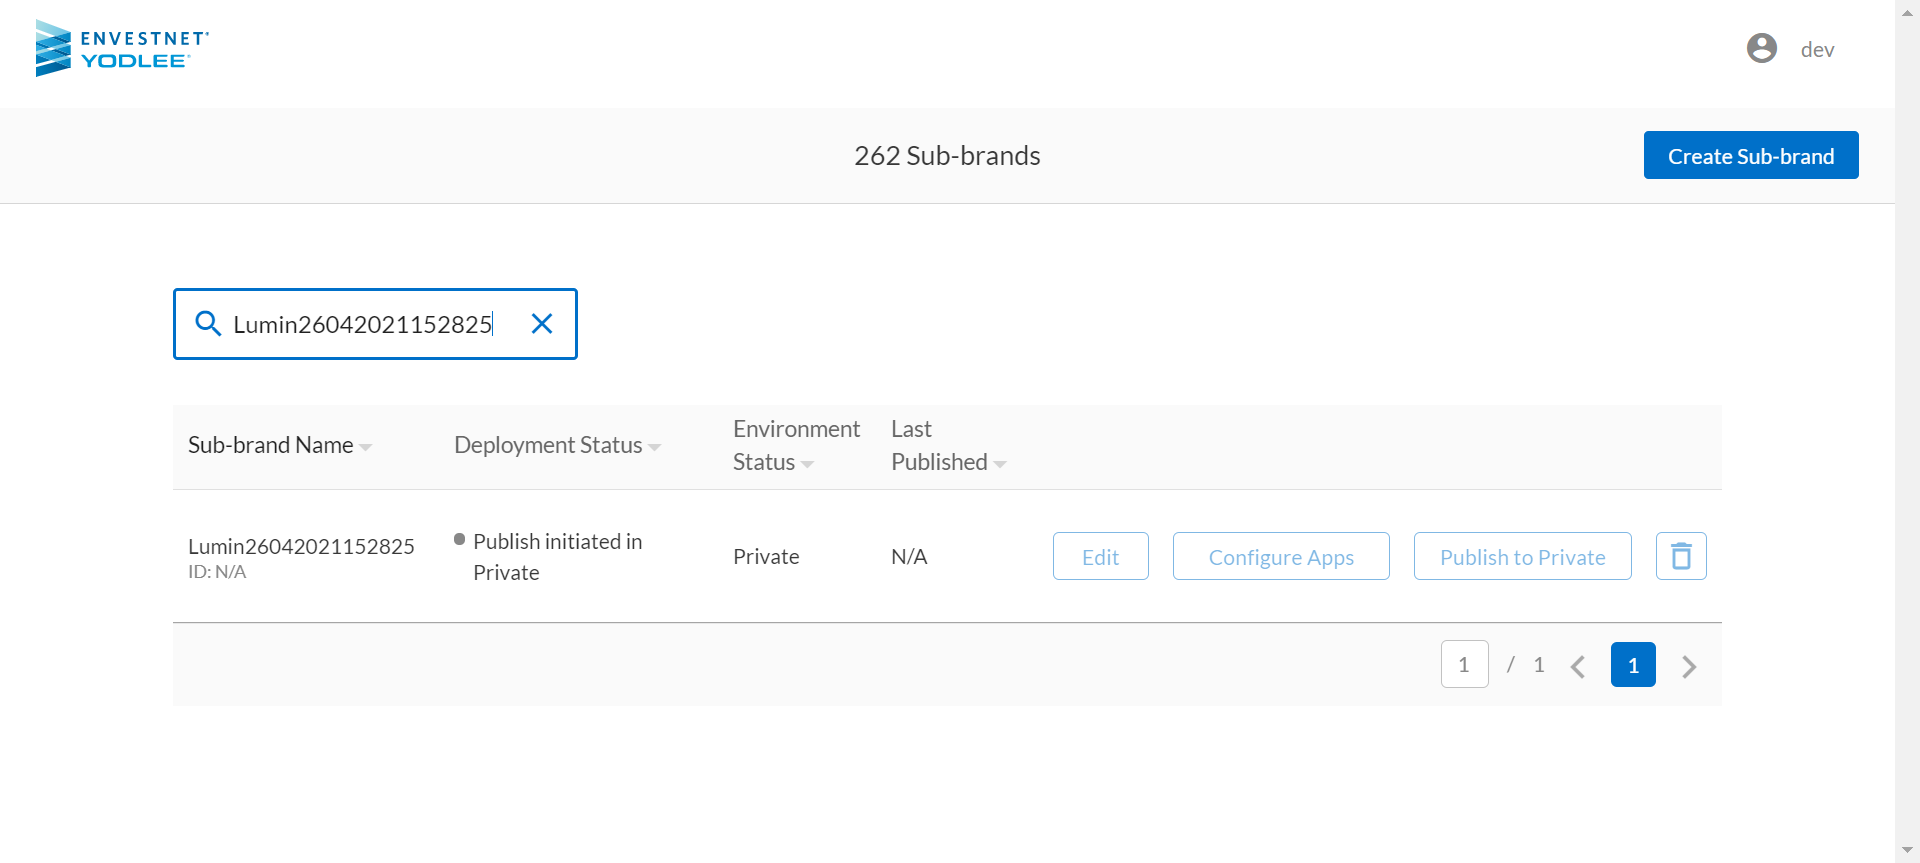 ENVESTNET
YODLEE
dev
262 Sub-brands
Create Sub-brand
Lumin26042021152825
Sub-brand Name
Deployment Status
Environment
Status
Last
Published
Lumin26042021152825
ID: N/A
Publish initiated in
Private
Private
N/A
Edit
Configure Apps
Publish to Private
1 / 1
1